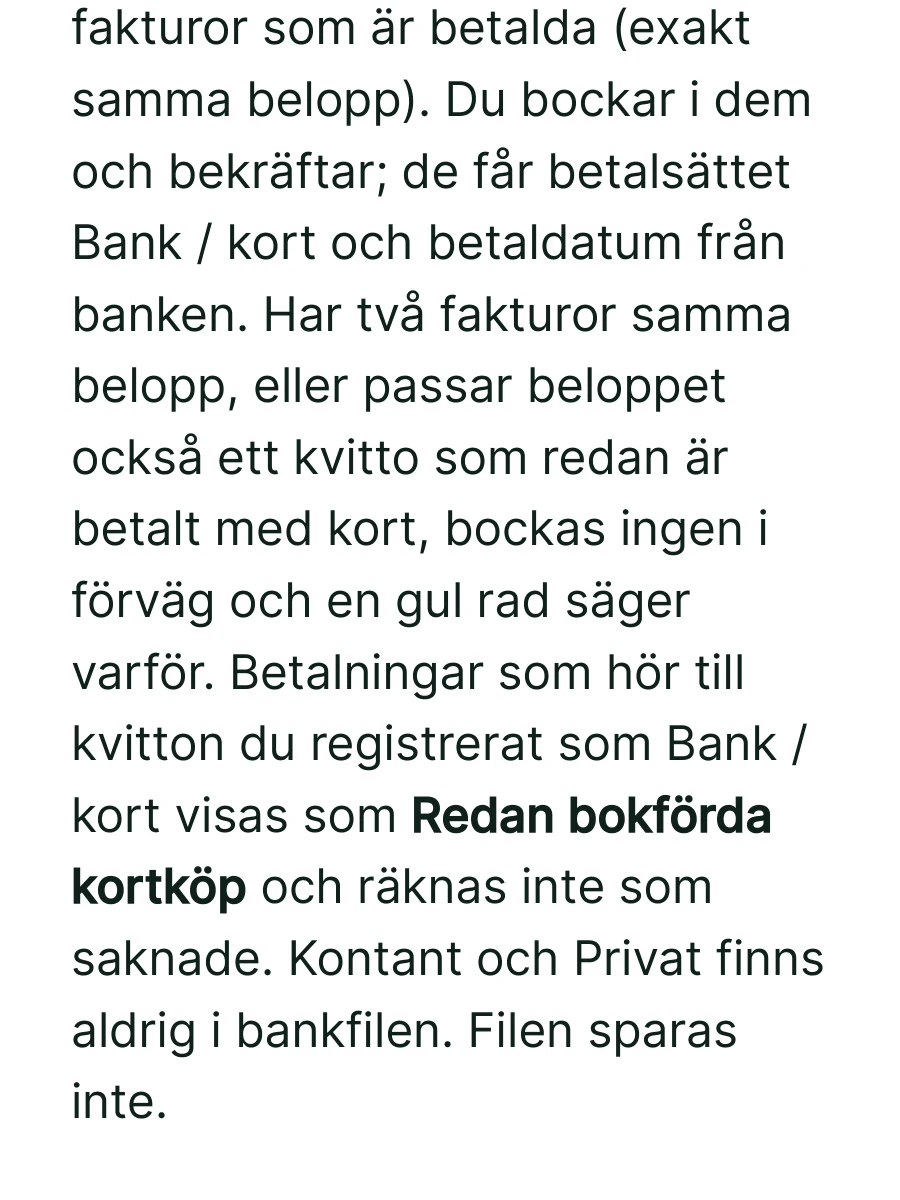 fakturor som är betalda (exakt
samma belopp). Du bockar i dem
och bekräftar; de får betalsättet
Bank / kort och betaldatum från
banken. Har två fakturor samma
belopp, eller passar beloppet
också ett kvitto som redan är
betalt med kort, bockas ingen i
förväg och en gul rad säger
varför. Betalningar som hör till
kvitton du registrerat som Bank /
kort visas som Redan bokförda
kortköp och räknas inte som
saknade. Kontant och Privat finns
aldrig i bankfilen. Filen sparas
inte.